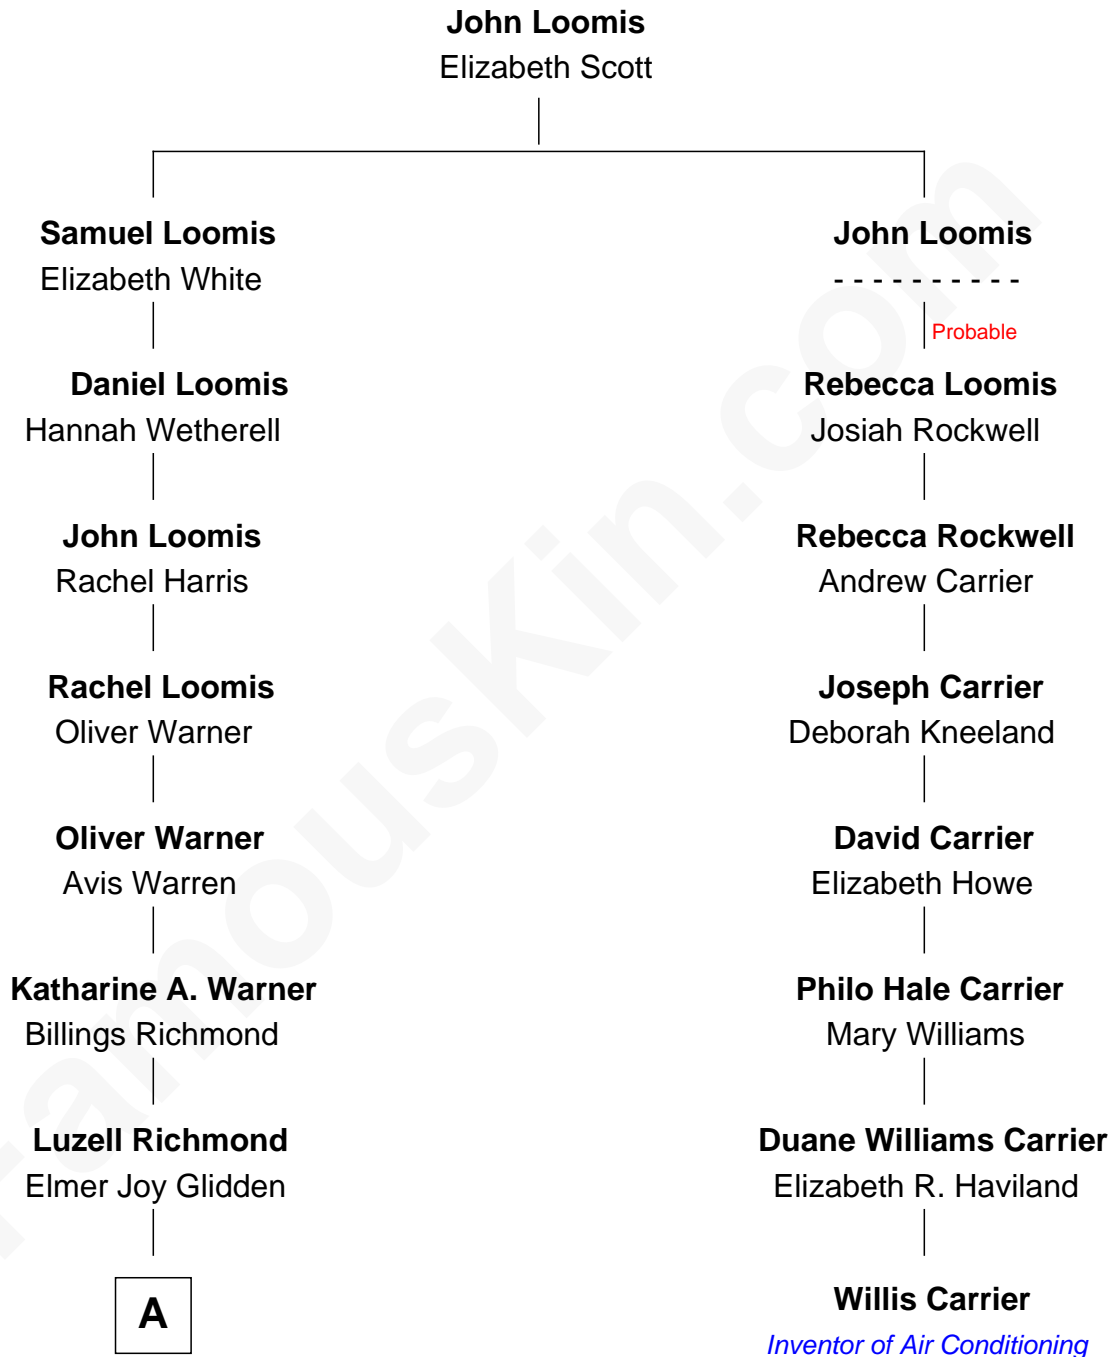 John Loomis
Elizabeth Scott
Samuel Loomis
Elizabeth White
Daniel Loomis
Hannah Wetherell
John Loomis
Rachel Harris
Rachel Loomis
Oliver Warner
Oliver Warner
Avis Warren
Katharine A. Warner
Billings Richmond
Luzell Richmond
Elmer Joy Glidden
A
John Loomis
- - - - - - - - - -
Probable
Rebecca Loomis
Josiah Rockwell
Rebecca Rockwell
Andrew Carrier
Joseph Carrier
Deborah Kneeland
David Carrier
Elizabeth Howe
Philo Hale Carrier
Mary Williams
Duane Williams Carrier
Elizabeth R. Haviland
Willis Carrier
Inventor of Air Conditioning
FamousKin.com